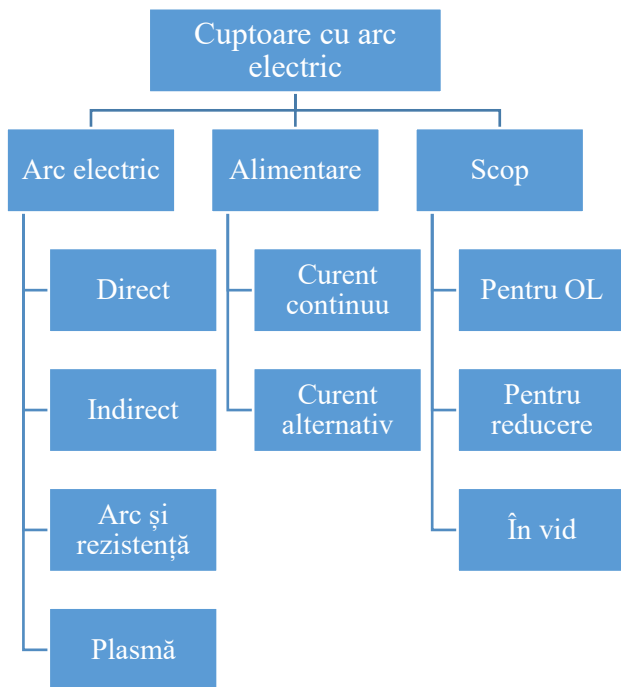 Cuptoare cu arc
electric
Arc electric
Alimentare
Scop
Direct
Indirect
Arc și
rezistență
Plasmă
Curent
continuu
Curent
alternativ
Pentru OL
Pentru
reducere
În vid